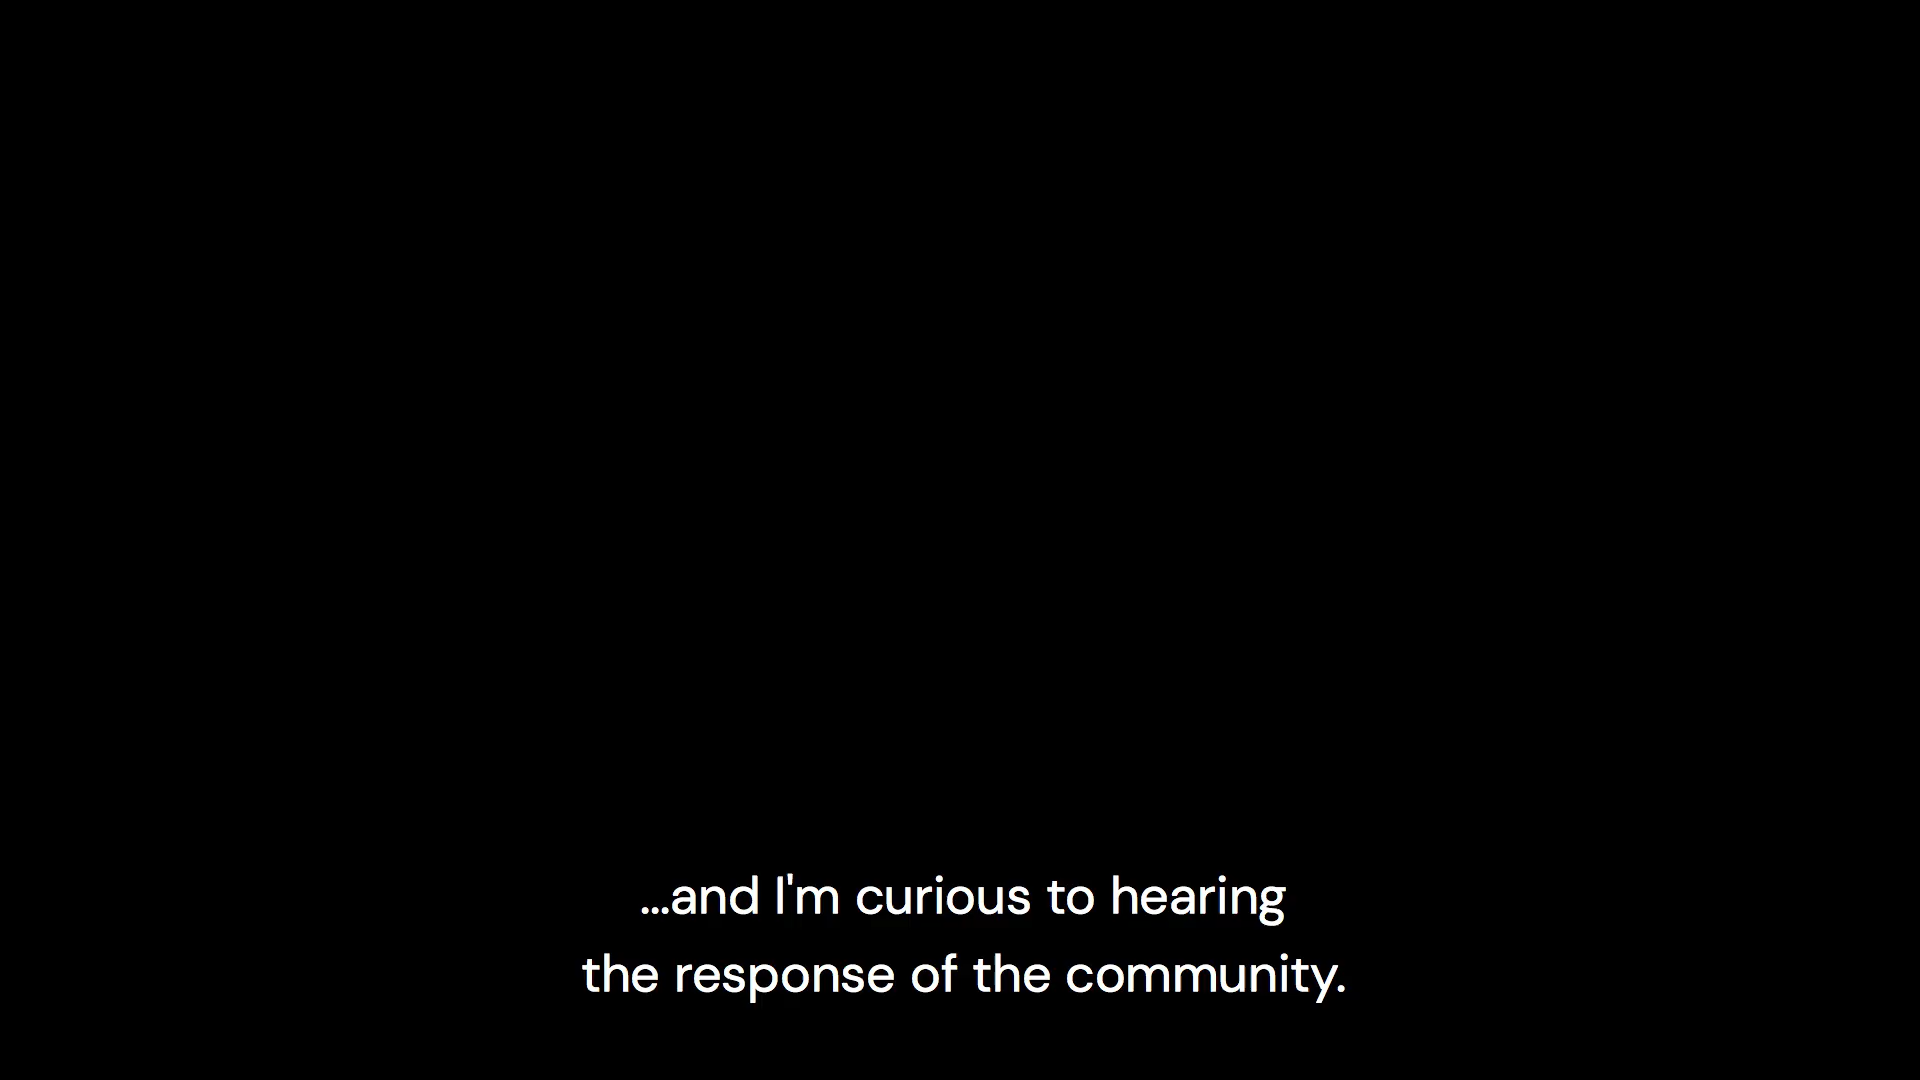 ...and I'm curious to hearing
the response of the community.